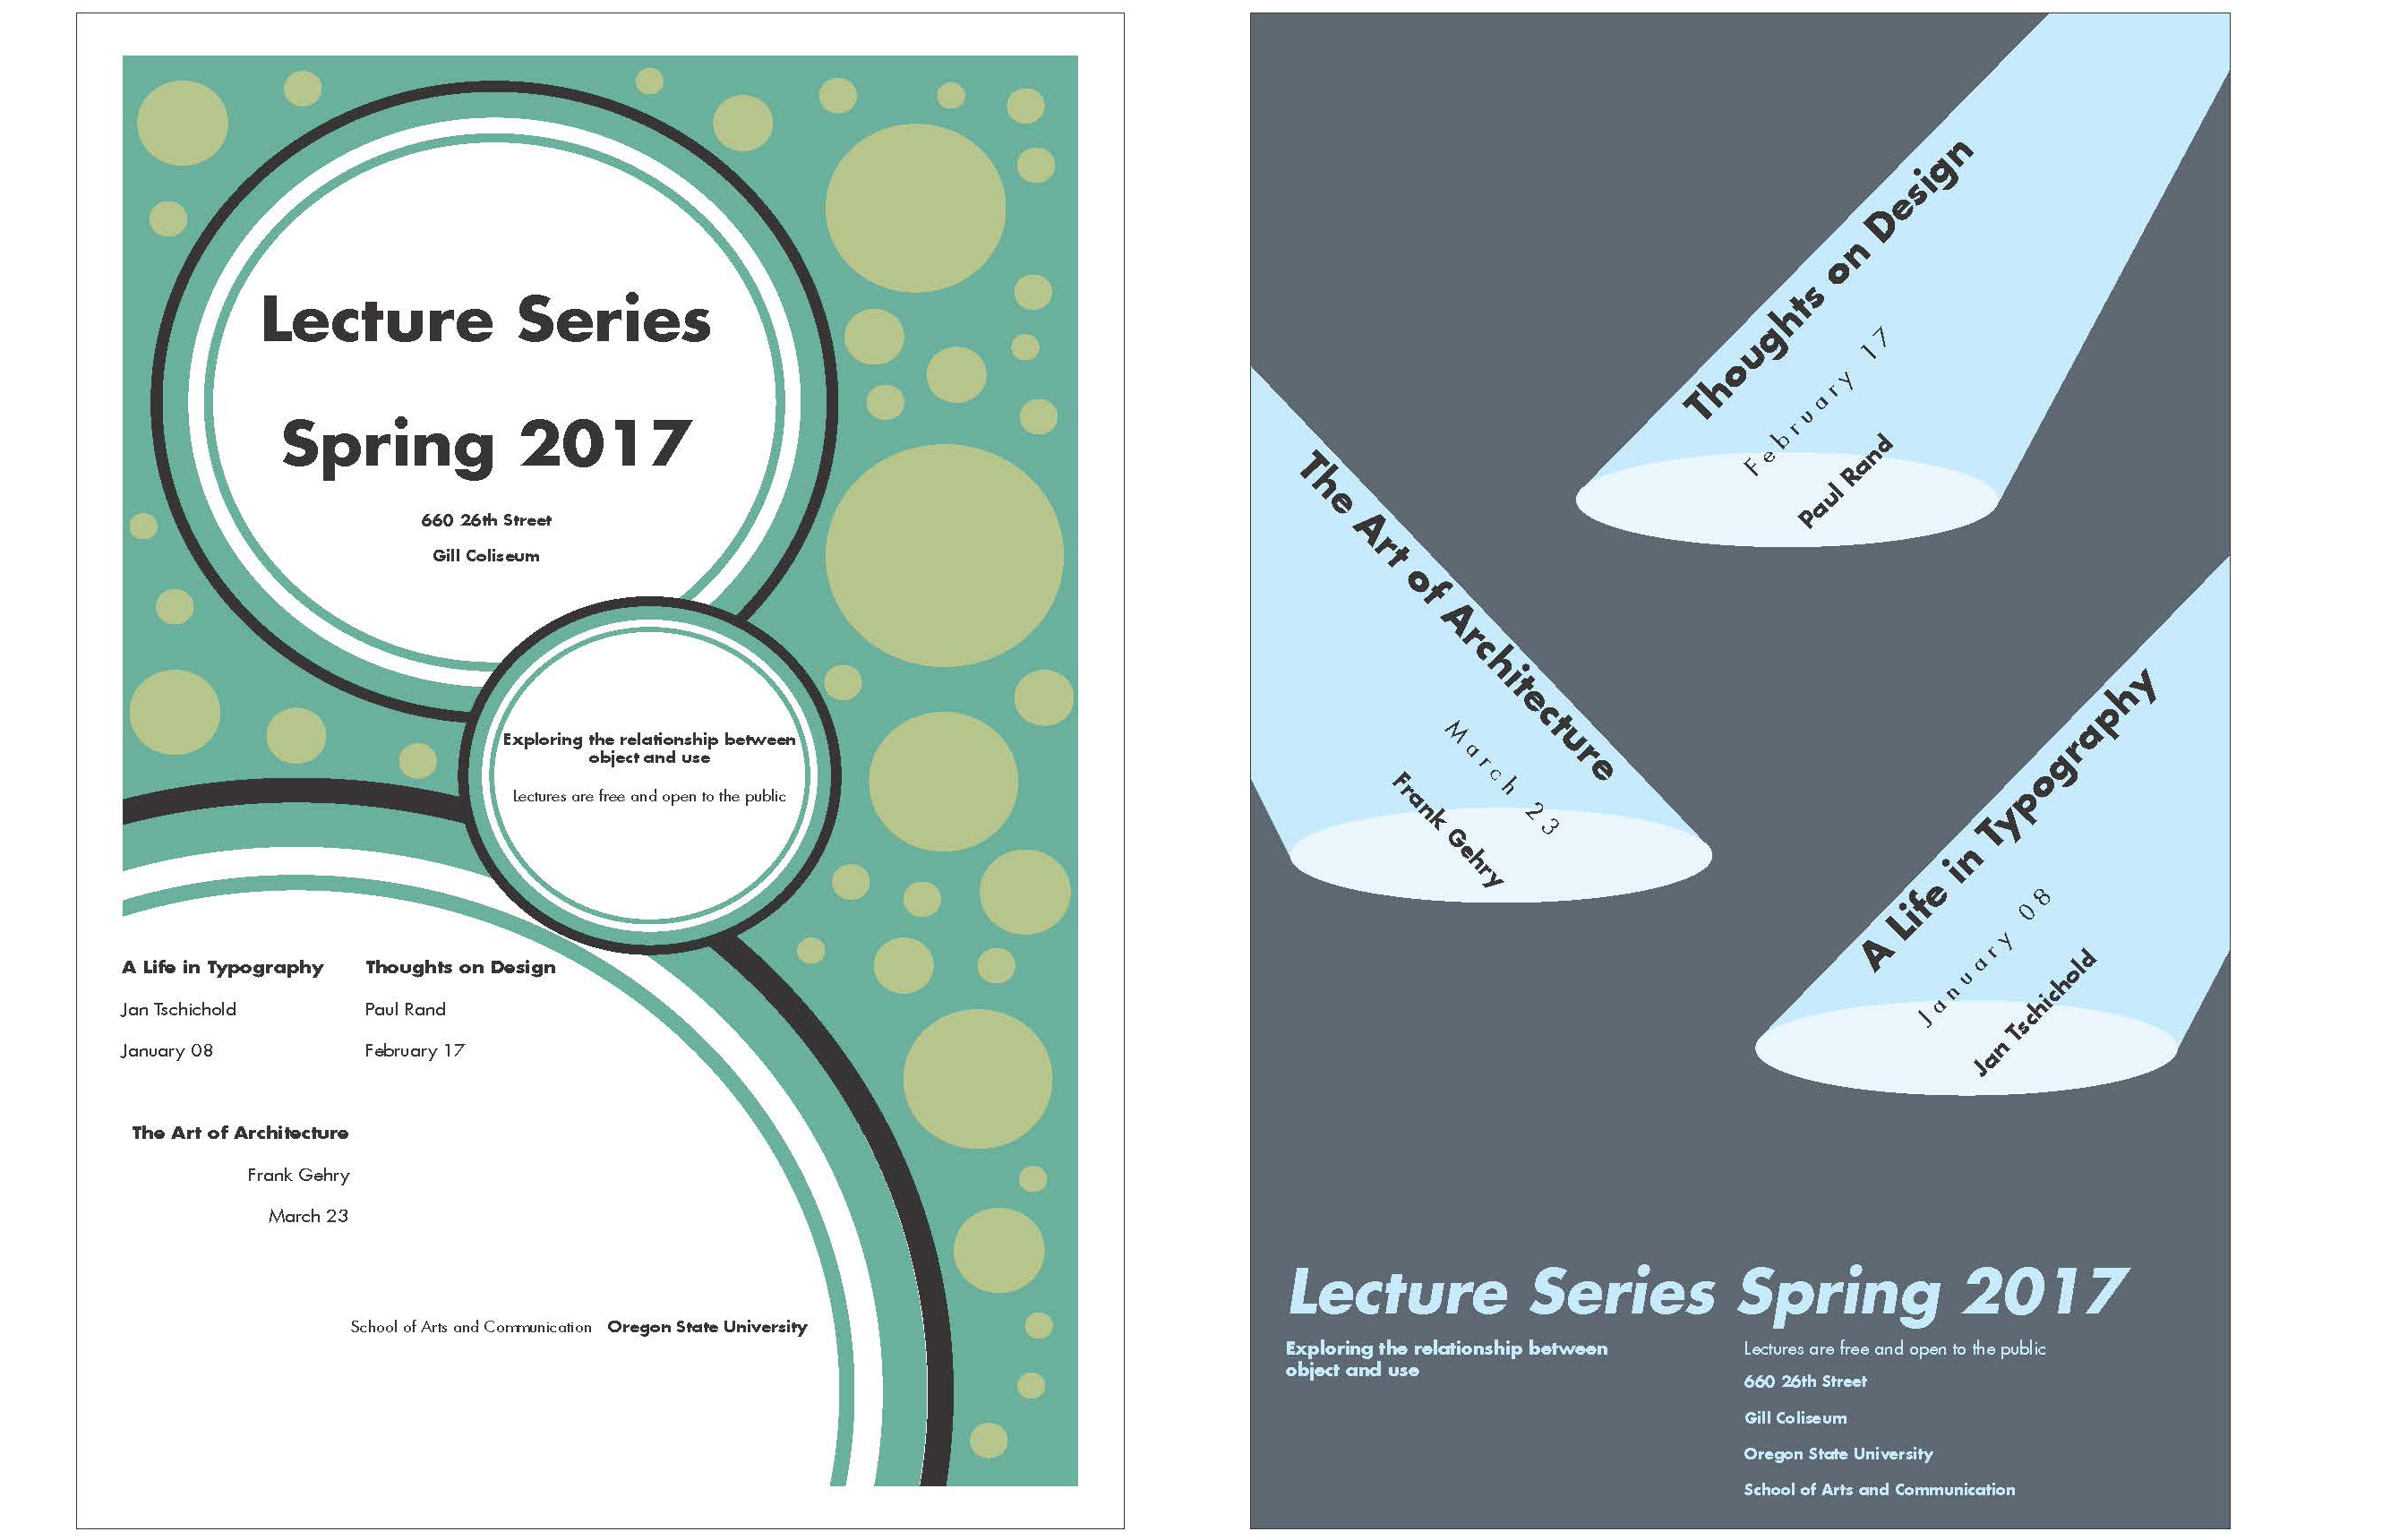 Lecture Series
Spring 2017
660 26th Street
Gill Coliseum
Exploring the relationship between
object and use
Lectures are free and open to the public
A Life in Typography
Jan Tschichold
January 08
Thoughts on Design
Paul Rand
February 17
The Art of Architecture
Frank Gehry
March 23
School of Arts and Communication Oregon State University
Thoughts on Design
February 17
Paul Rand
The Art of Architecture
March 23
Frank Gehry
A Life in Typography
January 08
Jan Tschichold
Lecture Series Spring 2017
Exploring the relationship between
object and use
Lectures are free and open to the public
660 26th Street
Gill Coliseum
Oregon State University
School of Arts and Communication